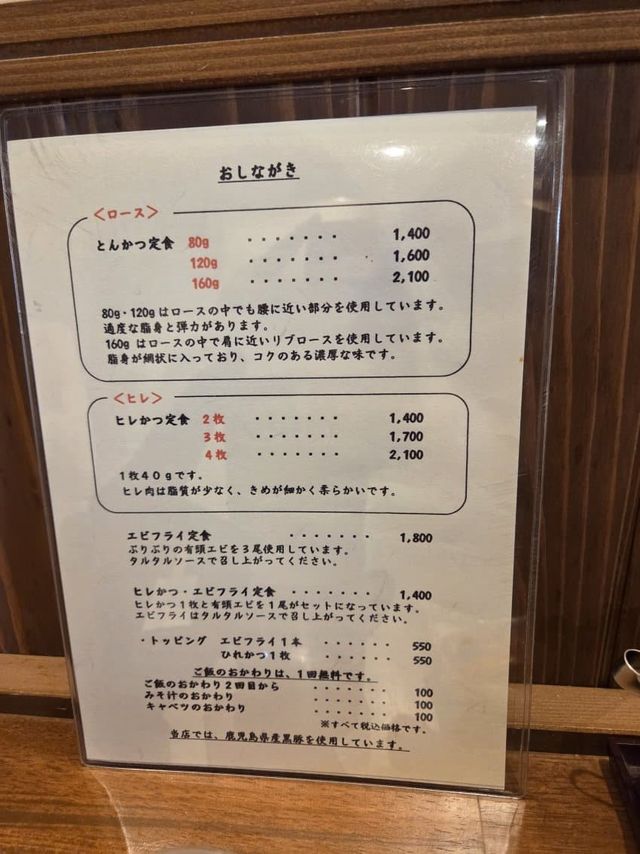 おしながき
<ロース>
とんかつ定食 80g ・・・・・・・ 1,400
120g ・・・・・・・ 1,600
160g ・・・・・・・ 2,100
80g・120gはロースの中でも腰に近い部分を使用しています。
適度な脂身と弾力があります。
160gはロースの中で肩に近いリブロースを使用しています。
脂身が網状に入っており、コクのある濃厚な味です。
<ヒレ>
ヒレかつ定食 2枚 ・・・・・・・ 1,400
3枚 ・・・・・・・ 1,700
4枚 ・・・・・・・ 2,100
1枚40gです。
ヒレ肉は脂質が少なく、きめが細かく柔らかいです。
エビフライ定食 ・・・・・・・ 1,800
ぷりぷりの有頭エビを3尾使用しています。
タルタルソースで召し上がってください。
ヒレかつ・エビフライ定食 ・・・・・・・ 1,400
ヒレかつ1枚と有頭エビを1尾がセットになっています。
エビフライはタルタルソースで召し上がってください。
・トッピング エビフライ1本 ・・・・・・ 550
ひれかつ1枚 ・・・・・・ 550
ご飯のおかわりは、1回無料です。
ご飯のおかわり2回目から ・・・・・・・ 100
みそ汁のおかわり ・・・・・・・ 100
キャベツのおかわり ・・・・・・・ 100
※すべて税込価格です。
当店では、鹿児島県産黒豚を使用しています。